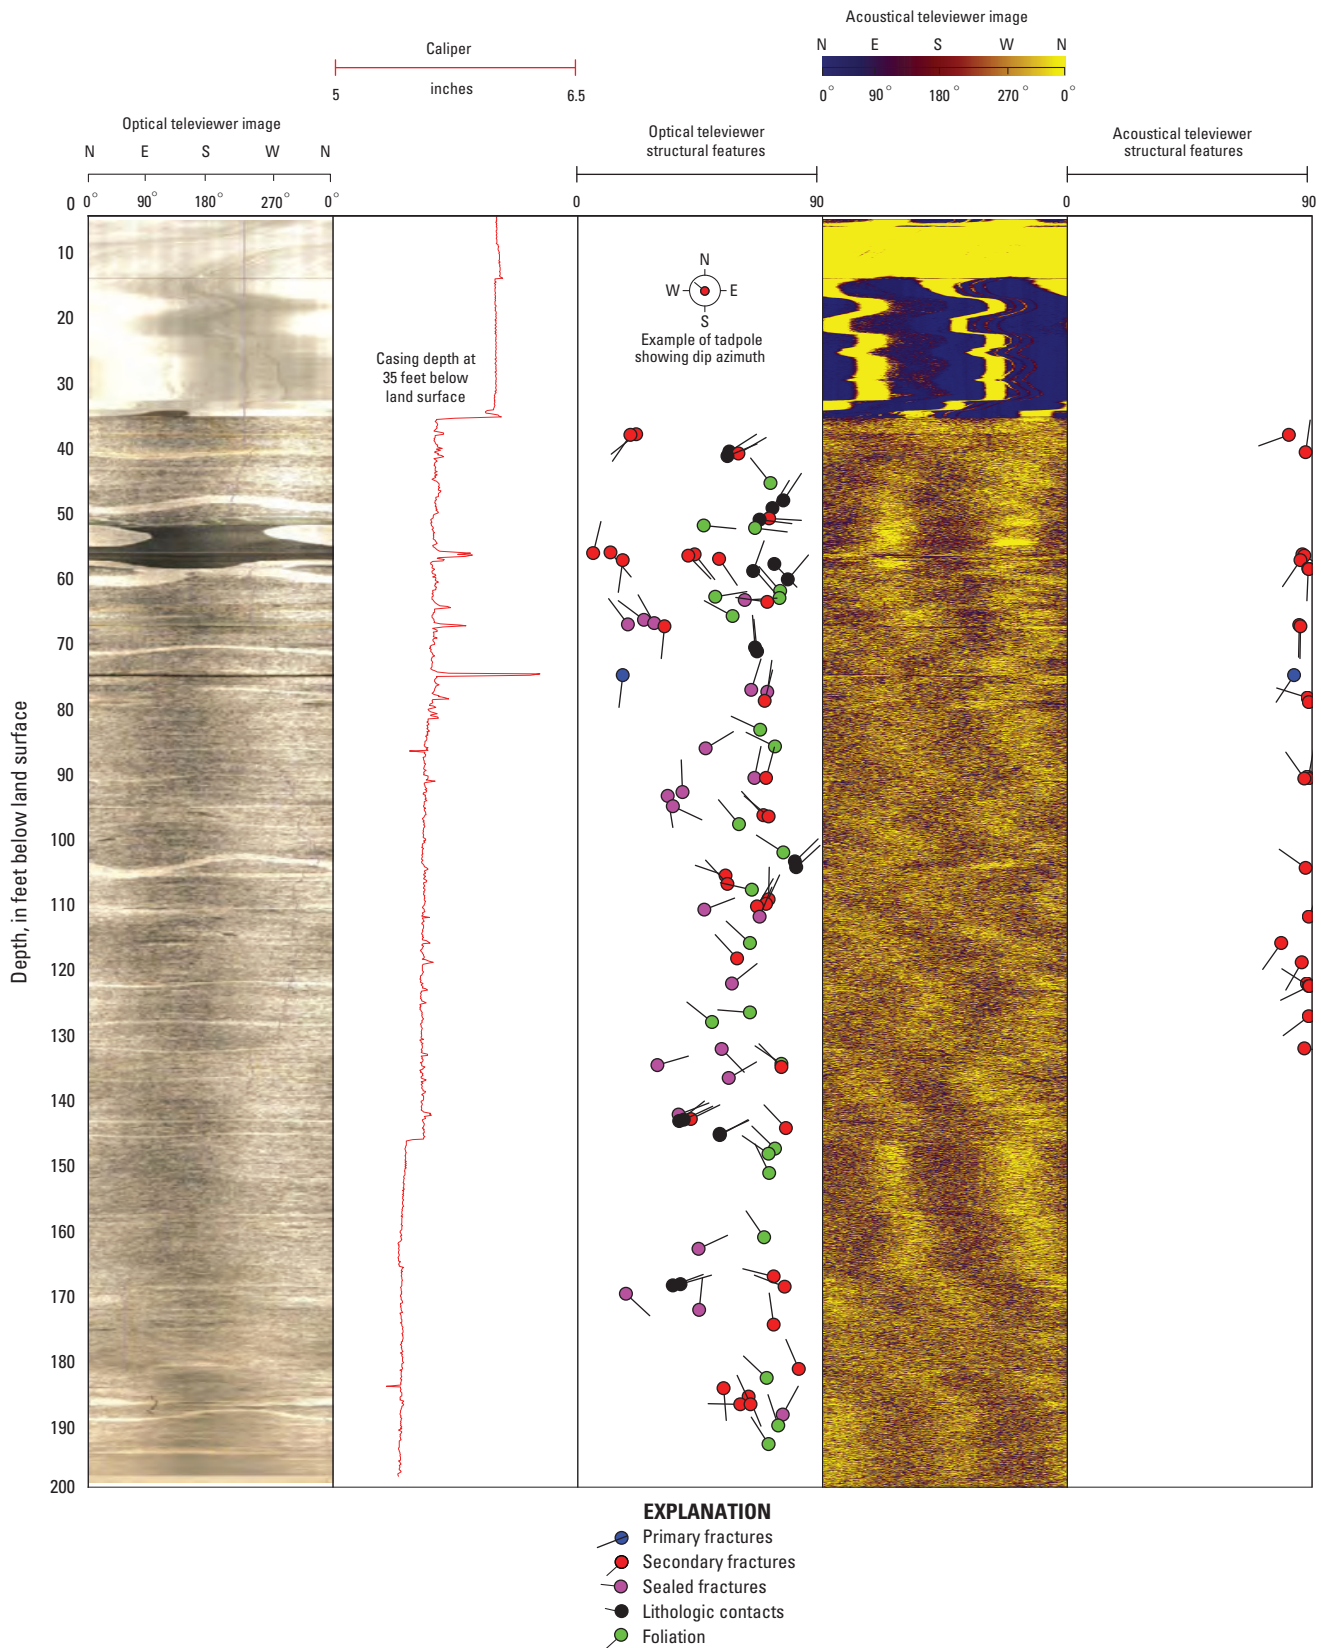 Acoustical televiewer image
N E S W N
0° 90° 180° 270° 0°
Caliper
inches
5 6.5
Optical televiewer image
N E S W N
0° 90° 180° 270° 0°
Optical televiewer
structural features
0 90
Acoustical televiewer
structural features
0 90
Depth, in feet below land surface
0
10
20
30
40
50
60
70
80
90
100
110
120
130
140
150
160
170
180
190
200
Casing depth at
35 feet below
land surface
N
W E
S
Example of tadpole
showing dip azimuth
EXPLANATION
Primary fractures
Secondary fractures
Sealed fractures
Lithologic contacts
Foliation